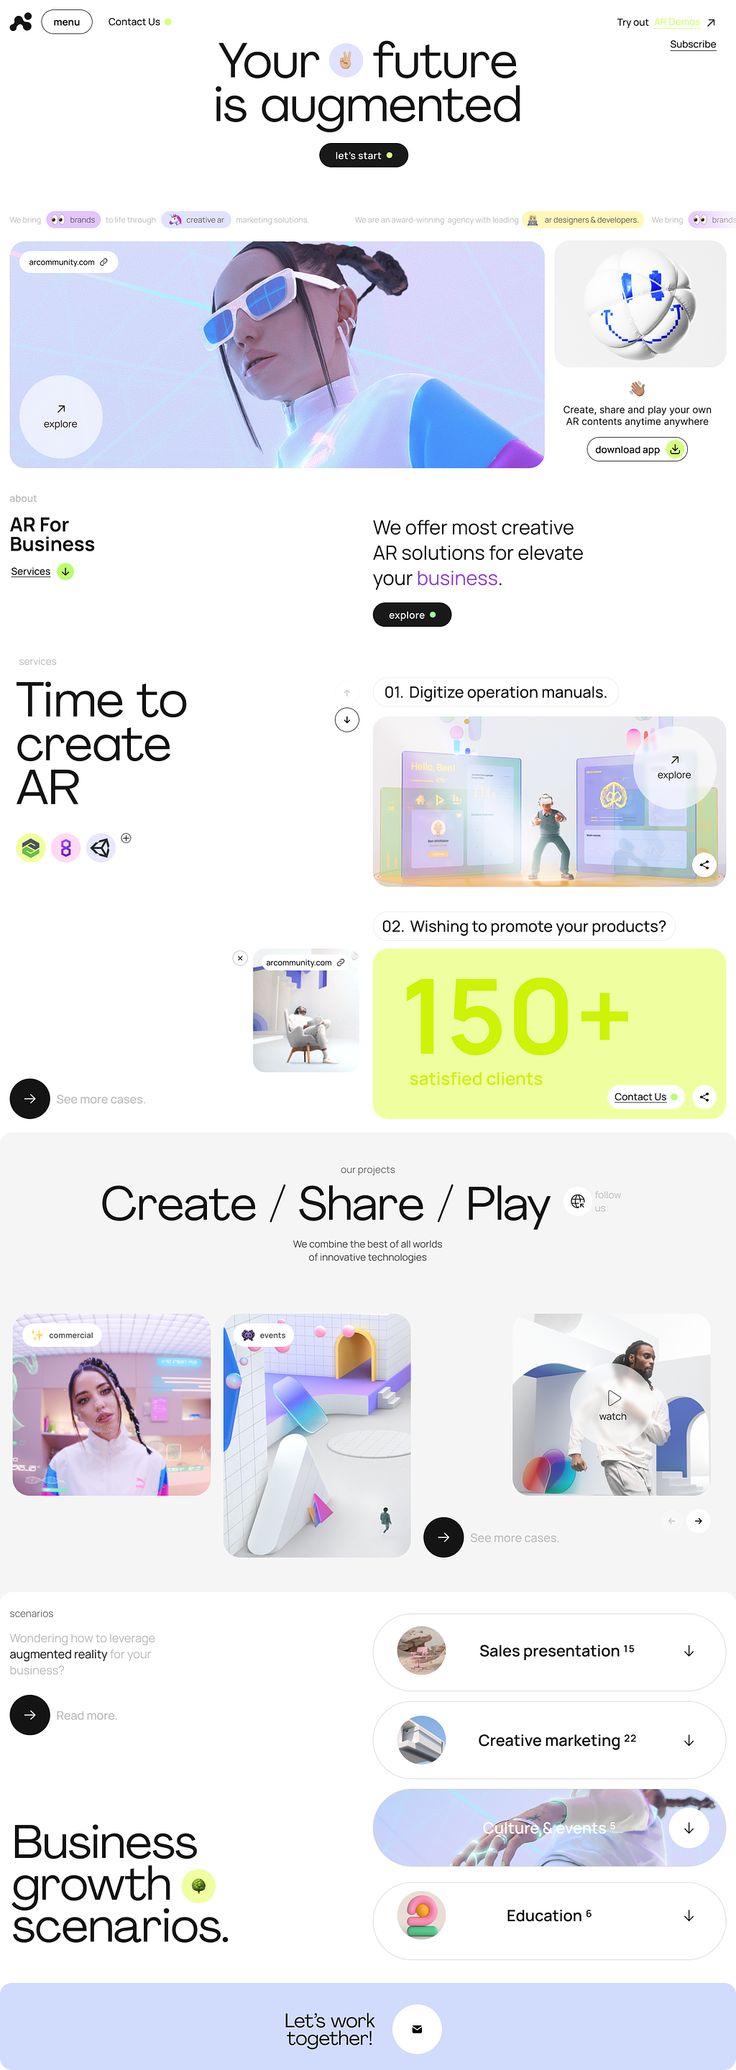 menu
Contact Us
Try out AR Demos
Subscribe
Your future
is augmented
let's start
We bring brands to life through creative ar marketing solutions.
We are an award-winning agency with leading ar designers & developers.
We bring brands
arcommunity.com
explore
Create, share and play your own
AR contents anytime anywhere
download app
about
AR For
Business
Services
We offer most creative
AR solutions for elevate
your business.
explore
services
Time to
create
AR
01. Digitize operation manuals.
Hello, Ben!
explore
02. Wishing to promote your products?
arcommunity.com
150+
satisfied clients
Contact Us
See more cases.
our projects
Create / Share / Play
follow
us
We combine the best of all worlds
of innovative technologies
commercial
events
watch
See more cases.
scenarios
Wondering how to leverage
augmented reality for your
business?
Read more.
Business
growth
scenarios.
Sales presentation 15
Creative marketing 22
Culture & events 5
Education 6
Let's work
together!